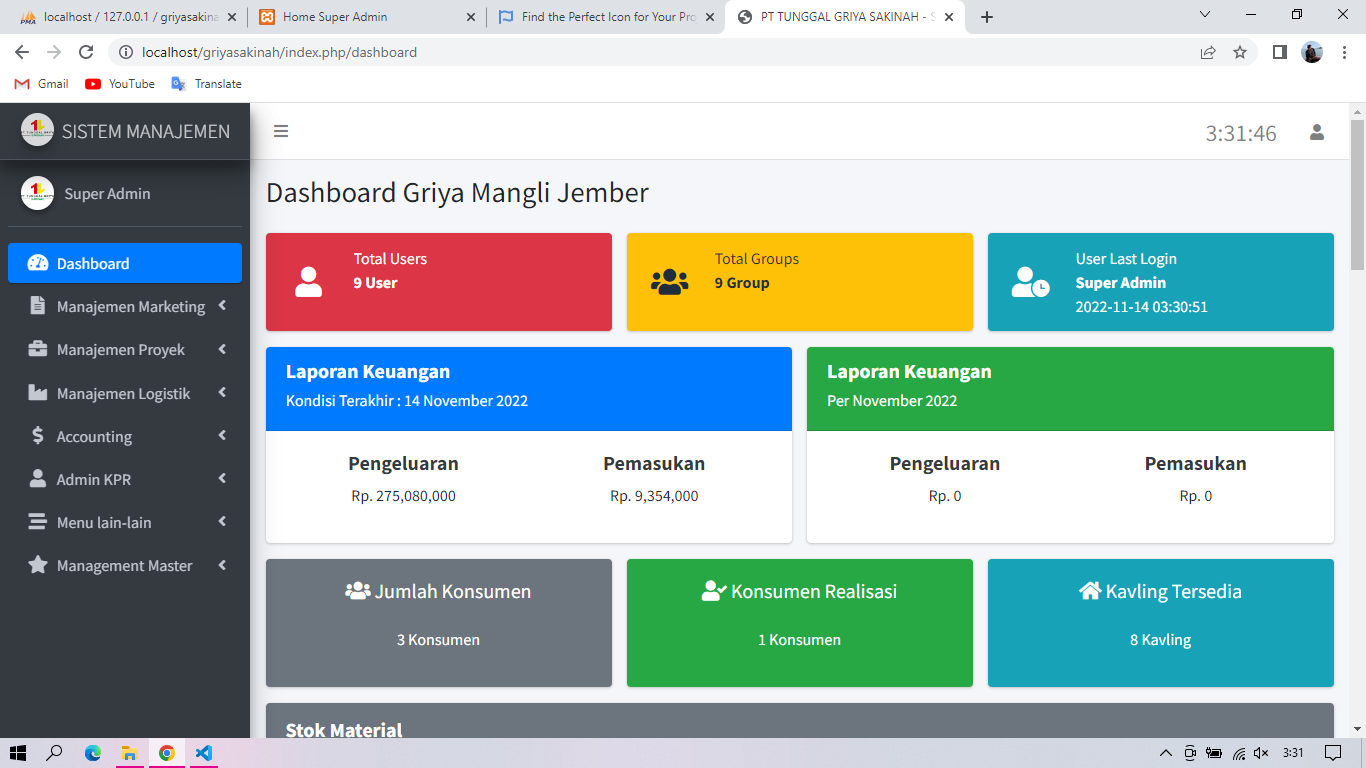 localhost / 127.0.0.1 / griyasakina
Home Super Admin
Find the Perfect Icon for Your Pro
PT TUNGGAL GRIYA SAKINAH - S
localhost/griyasakinah/index.php/dashboard
Gmail
YouTube
Translate
SISTEM MANAJEMEN
3:31:46
Super Admin
Dashboard
Manajemen Marketing
Manajemen Proyek
Manajemen Logistik
Accounting
Admin KPR
Menu lain-lain
Management Master
Dashboard Griya Mangli Jember
Total Users
9 User
Total Groups
9 Group
User Last Login
Super Admin
2022-11-14 03:30:51
Laporan Keuangan
Kondisi Terakhir : 14 November 2022
Pengeluaran Pemasukan
Rp. 275,080,000 Rp. 9,354,000
Laporan Keuangan
Per November 2022
Pengeluaran Pemasukan
Rp. 0 Rp. 0
Jumlah Konsumen
3 Konsumen
Konsumen Realisasi
1 Konsumen
Kavling Tersedia
8 Kavling
Stok Material
3:31